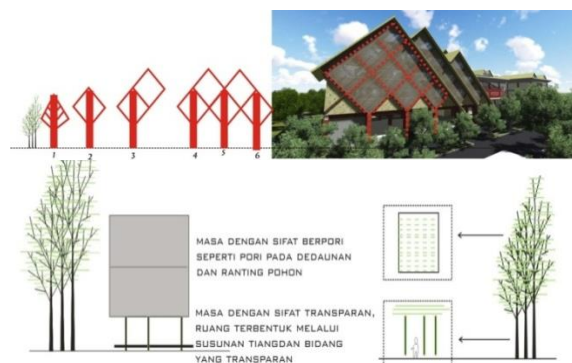 1 2 3 4 5 6
MASA DENGAN SIFAT BERPORI
SEPERTI PORI PADA DEDAUNAN
DAN RANTING POHON
MASA DENGAN SIFAT TRANSPARAN,
RUANG TERBENTUK MELALUI
SUSUNAN TIANGDAN BIDANG
YANG TRANSPARAN